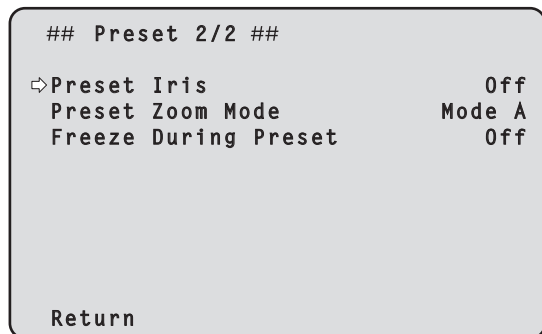 ## Preset 2/2 ##
⇨Preset Iris Off
Preset Zoom Mode Mode A
Freeze During Preset Off
Return